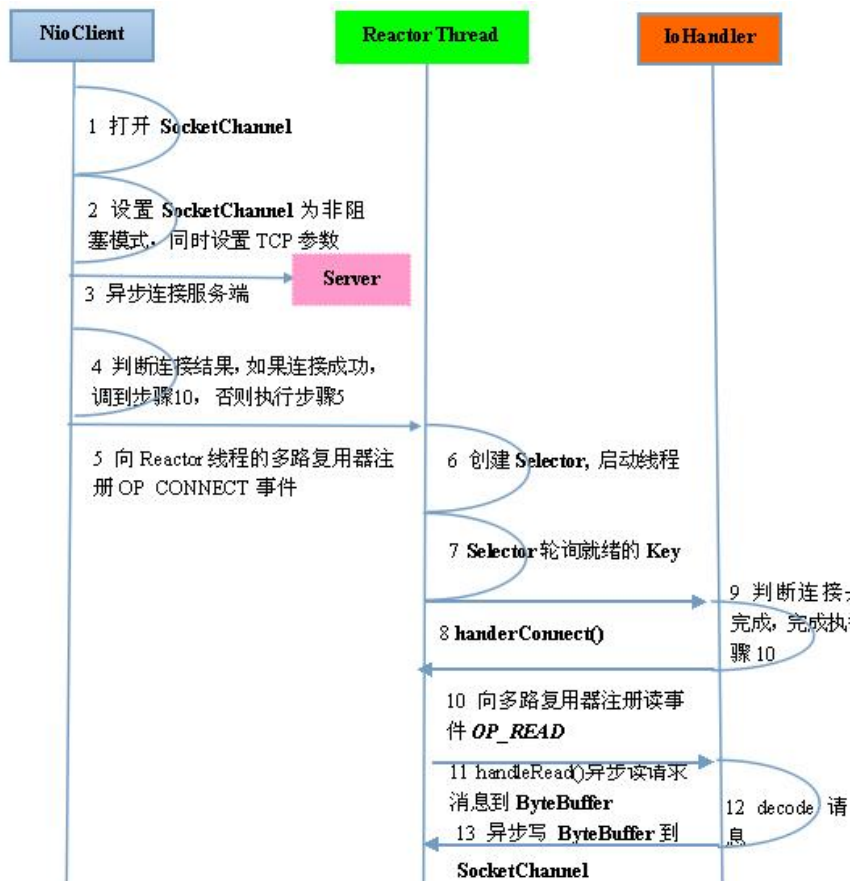 NioClient
Reactor Thread
IoHandler
1 打开 SocketChannel
2 设置 SocketChannel 为非阻
塞模式，同时设置 TCP 参数
Server
3 异步连接服务端
4 判断连接结果，如果连接成功，
调到步骤10，否则执行步骤5
5 向 Reactor 线程的多路复用器注
册 OP_CONNECT 事件
6 创建 Selector, 启动线程
7 Selector 轮询就绪的 Key
8 handerConnect()
9 判断连接
完成，完成执
骤 10
10 向多路复用器注册读事
件 OP_READ
11 handleRead()异步读请求
消息到 ByteBuffer
12 decode 请
息
13 异步写 ByteBuffer 到
SocketChannel